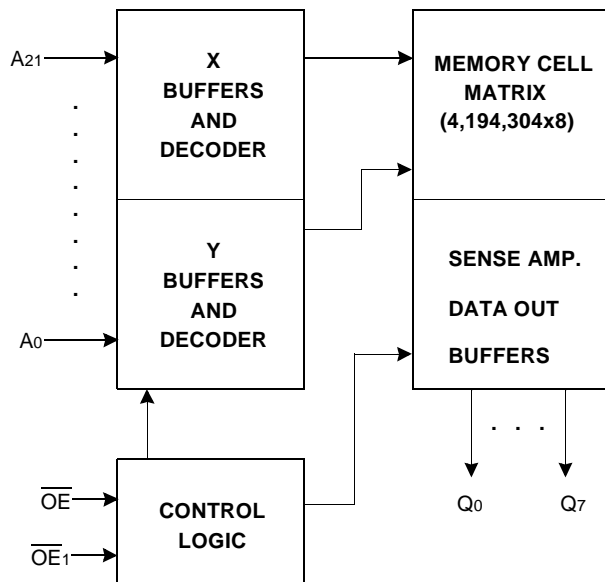 A21
X
BUFFERS
AND
DECODER
MEMORY CELL
MATRIX
(4,194,304x8)
Y
BUFFERS
AND
DECODER
A0
SENSE AMP.
DATA OUT
BUFFERS
. . .
Q0 Q7
OE
OE1
CONTROL
LOGIC